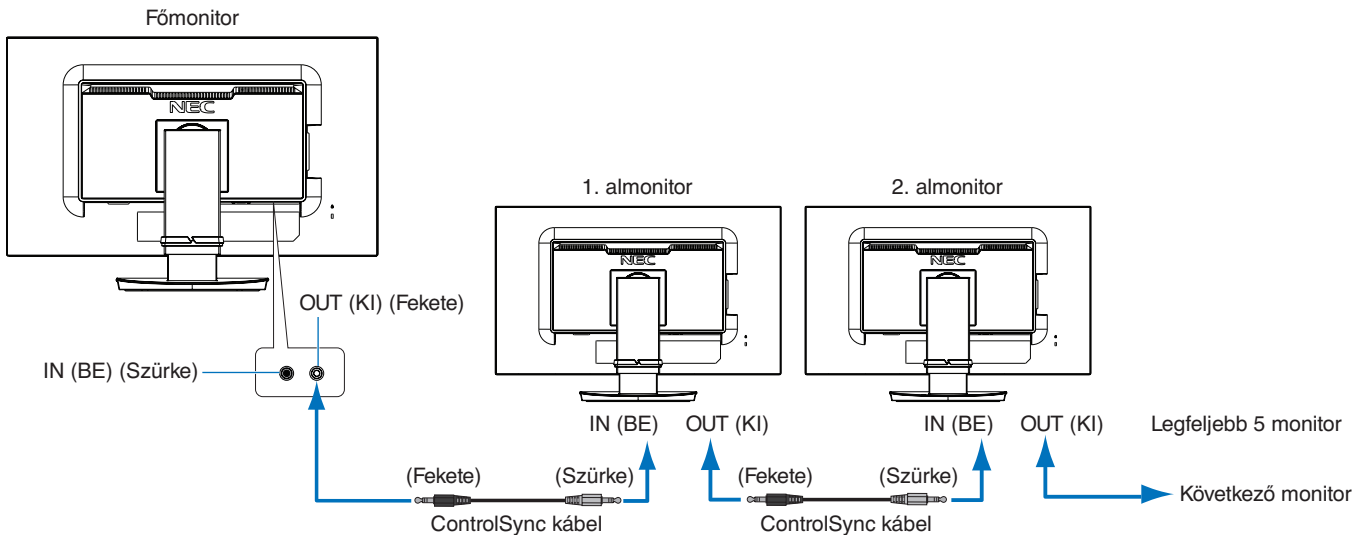 Főmonitor
NEC
1. almonitor
2. almonitor
NEC
NEC
OUT (KI) (Fekete)
IN (BE) (Szürke)
IN (BE)
OUT (KI)
IN (BE)
OUT (KI)
Legfeljebb 5 monitor
(Fekete)
(Szürke)
(Fekete)
(Szürke)
Következő monitor
ControlSync kábel
ControlSync kábel